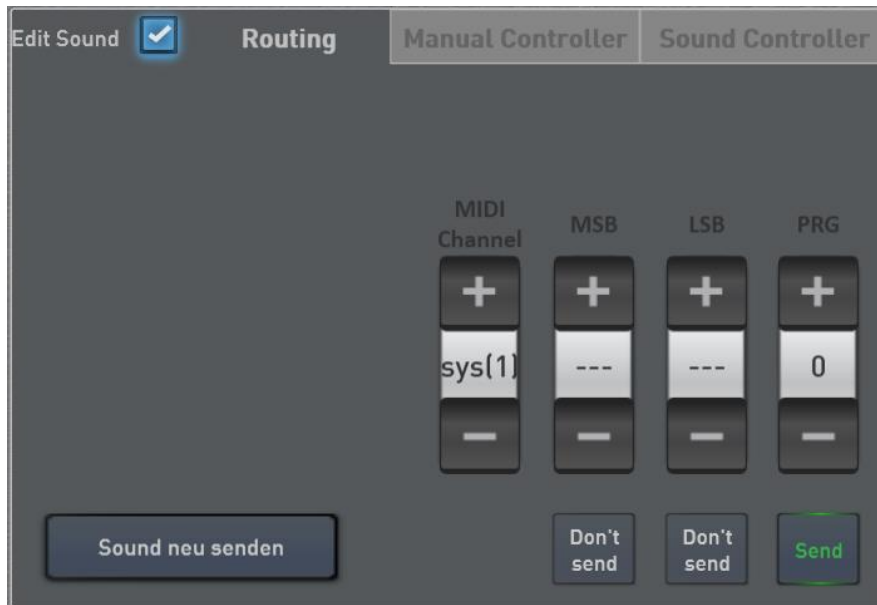 Edit Sound Routing Manual Controller Sound Controller
MIDI
Channel MSB LSB PRG
+ + + +
sys(1) --- --- 0
− − − −
Sound neu senden
Don't
send
Don't
send
Send